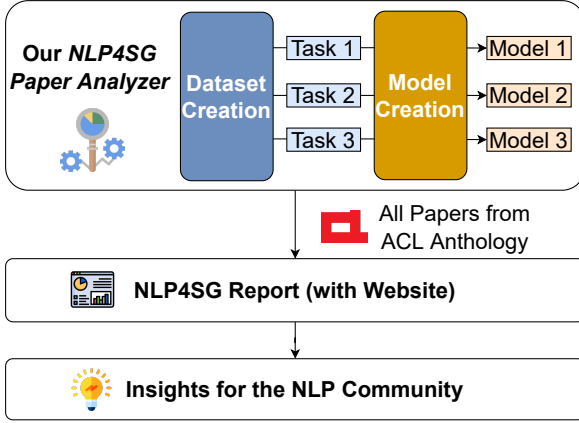 Our NLP4SG
Paper Analyzer
Dataset
Creation
Task 1
Task 2
Task 3
Model
Creation
Model 1
Model 2
Model 3
All Papers from
ACL Anthology
NLP4SG Report (with Website)
Insights for the NLP Community